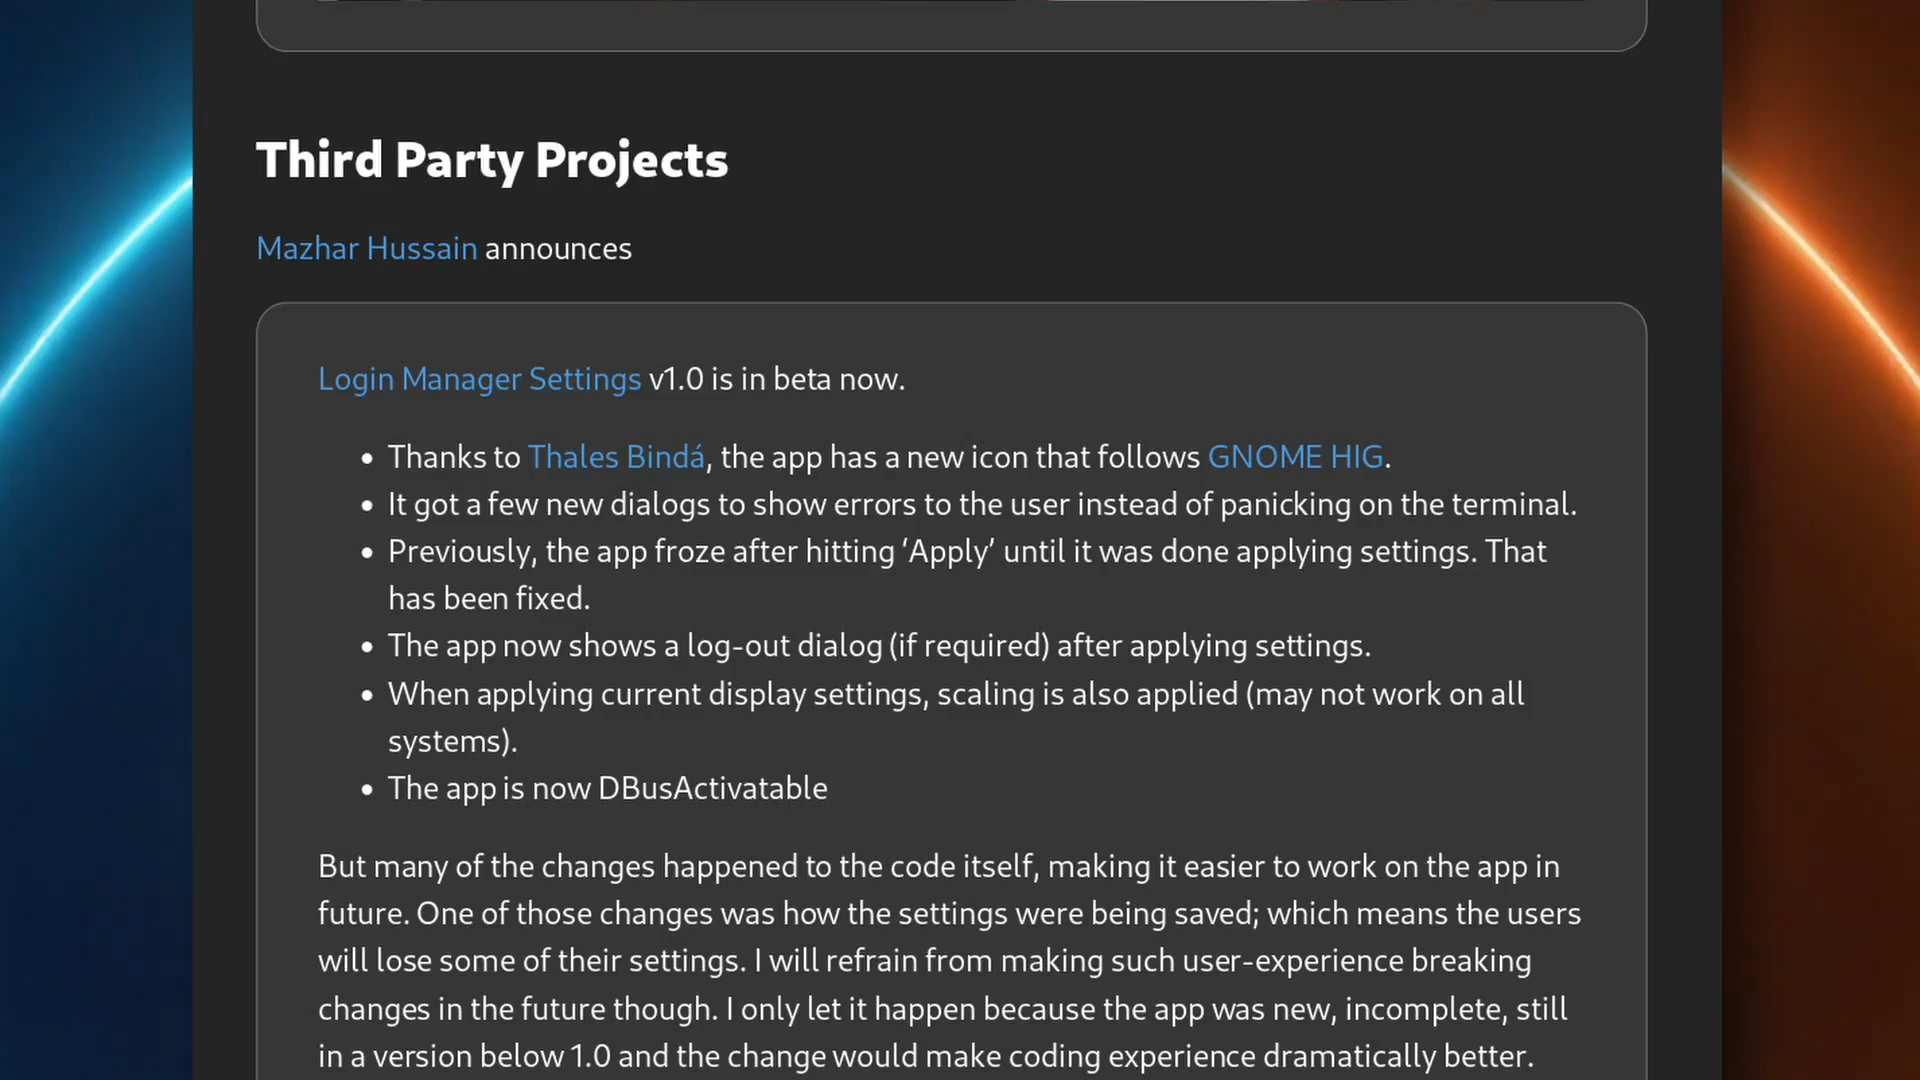 Third Party Projects
Mazhar Hussain announces
Login Manager Settings v1.0 is in beta now.
• Thanks to Thales Bindá, the app has a new icon that follows GNOME HIG.
• It got a few new dialogs to show errors to the user instead of panicking on the terminal.
• Previously, the app froze after hitting ‘Apply’ until it was done applying settings. That
has been fixed.
• The app now shows a log-out dialog (if required) after applying settings.
• When applying current display settings, scaling is also applied (may not work on all
systems).
• The app is now DBusActivatable
But many of the changes happened to the code itself, making it easier to work on the app in
future. One of those changes was how the settings were being saved; which means the users
will lose some of their settings. I will refrain from making such user-experience breaking
changes in the future though. I only let it happen because the app was new, incomplete, still
in a version below 1.0 and the change would make coding experience dramatically better.